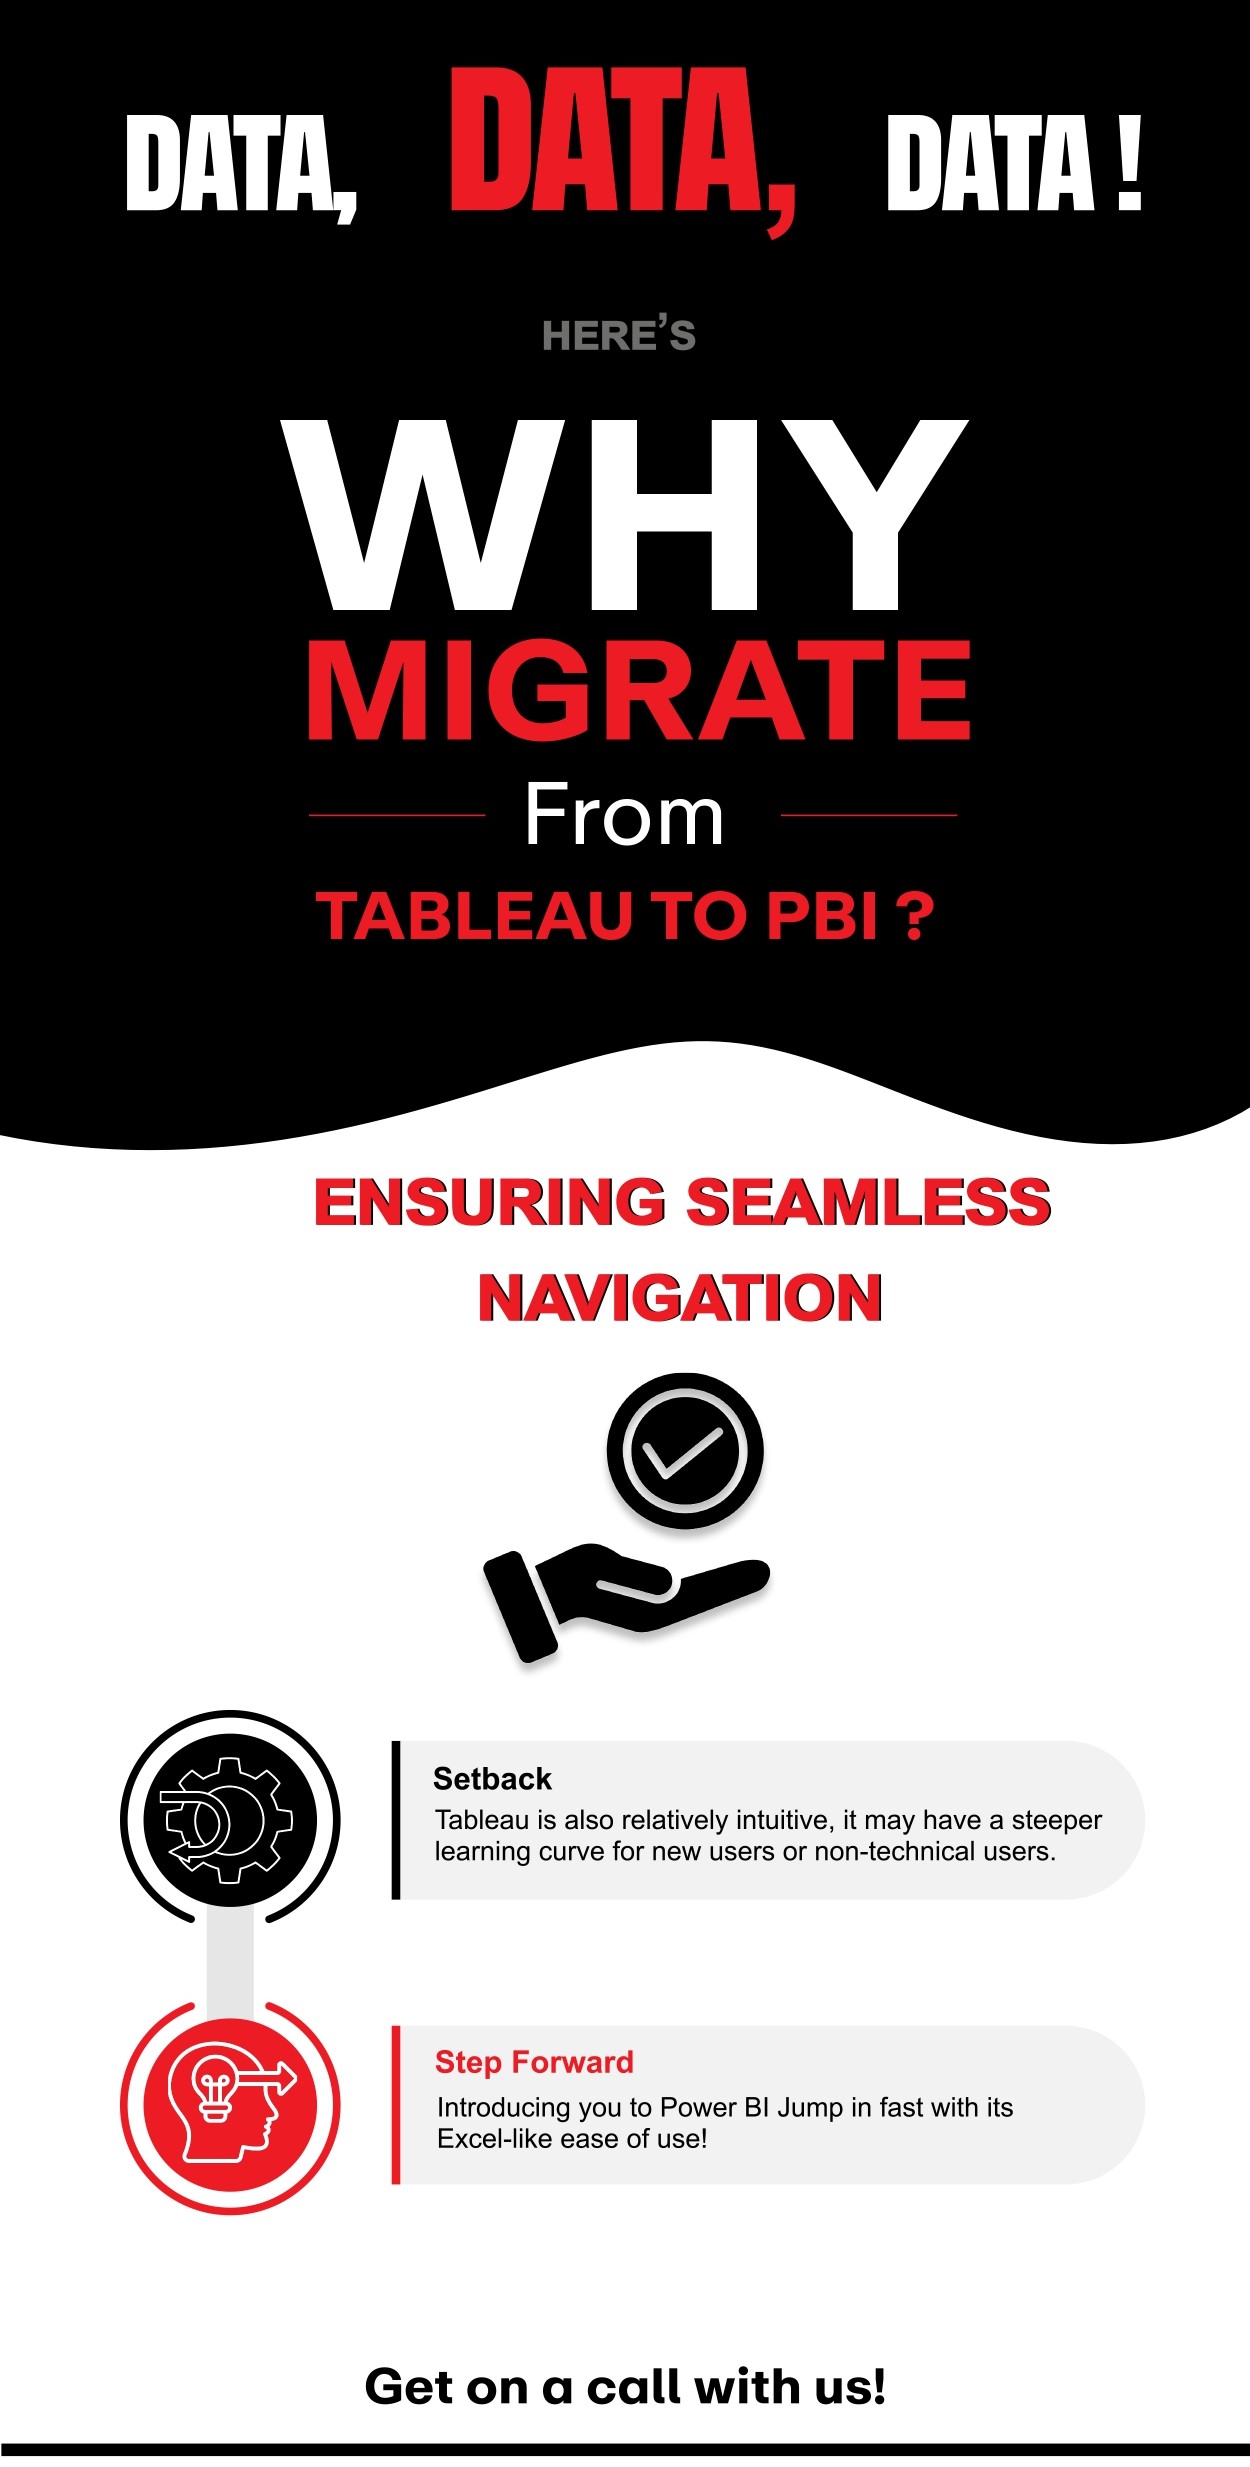 DATA, DATA, DATA !
HERE'S
WHY
MIGRATE
From
TABLEAU TO PBI ?
ENSURING SEAMLESS
NAVIGATION
Setback
Tableau is also relatively intuitive, it may have a steeper
learning curve for new users or non-technical users.
Step Forward
Introducing you to Power BI Jump in fast with its
Excel-like ease of use!
Get on a call with us!